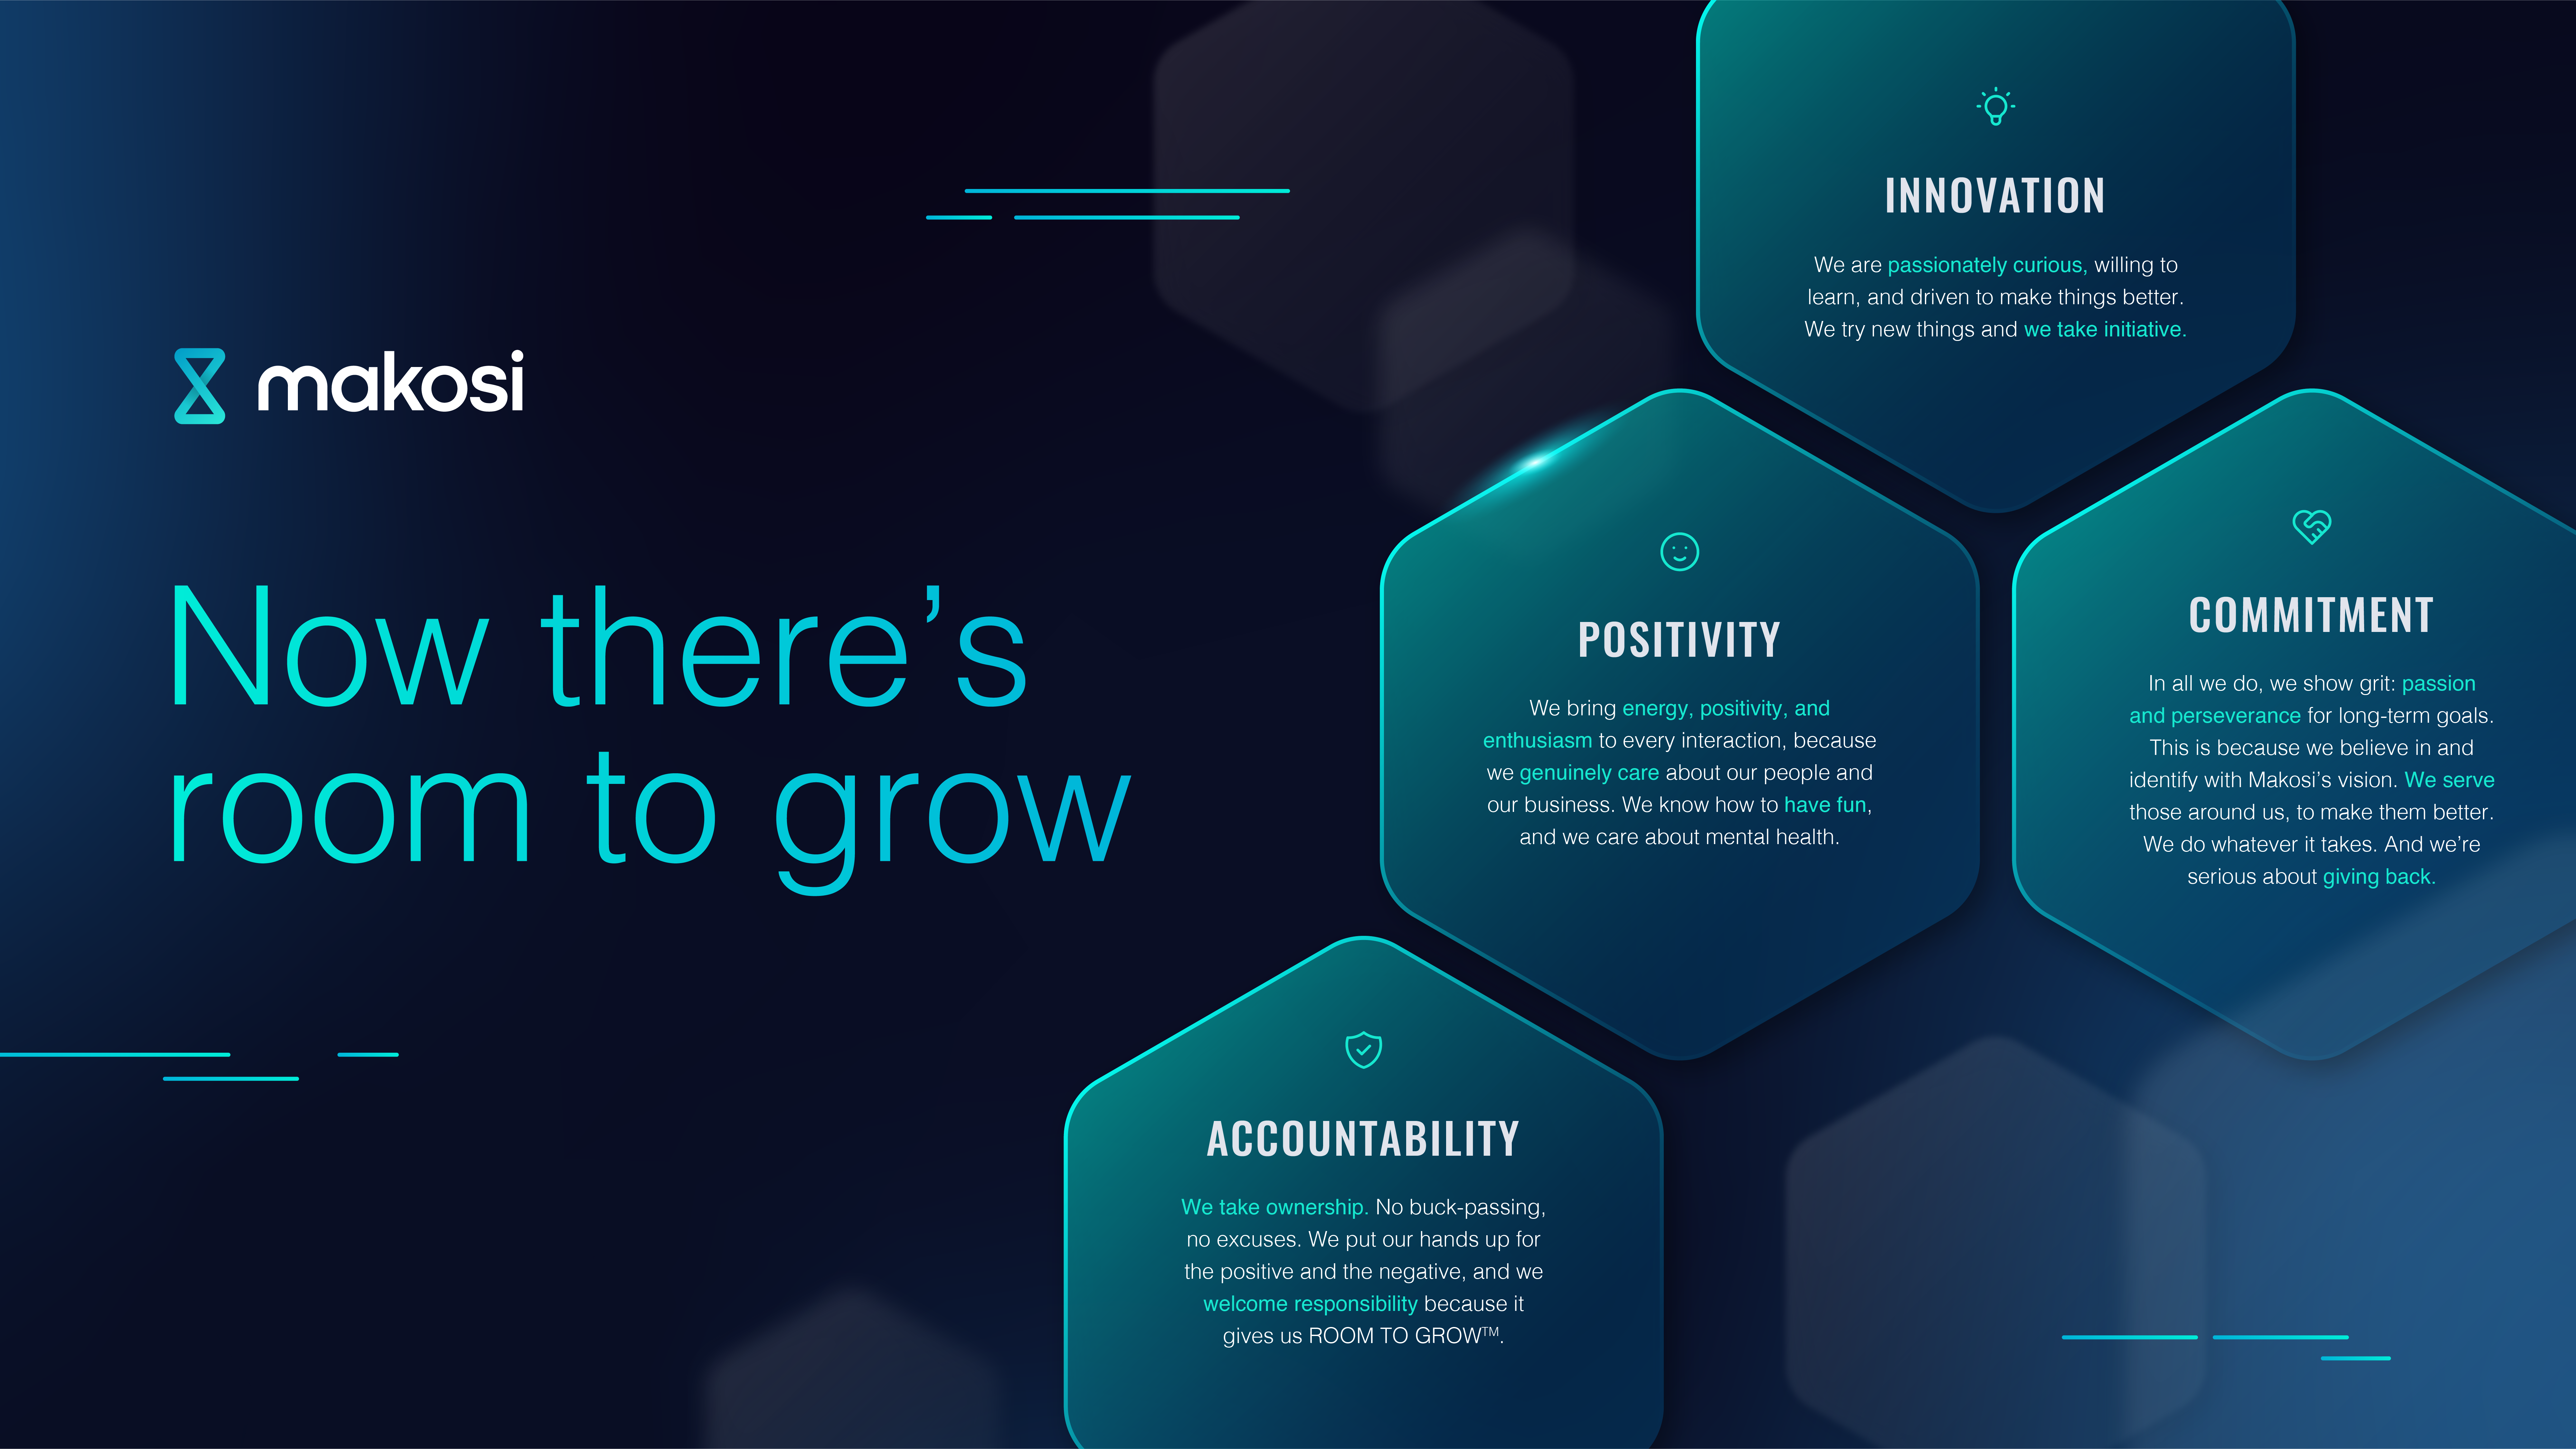 makosi
Now there’s
room to grow
INNOVATION
We are passionately curious, willing to
learn, and driven to make things better.
We try new things and we take initiative.
POSITIVITY
We bring energy, positivity, and
enthusiasm to every interaction, because
we genuinely care about our people and
our business. We know how to have fun,
and we care about mental health.
COMMITMENT
In all we do, we show grit: passion
and perseverance for long-term goals.
This is because we believe in and
identify with Makosi’s vision. We serve
those around us, to make them better.
We do whatever it takes. And we’re
serious about giving back.
ACCOUNTABILITY
We take ownership. No buck-passing,
no excuses. We put our hands up for
the positive and the negative, and we
welcome responsibility because it
gives us ROOM TO GROW™.